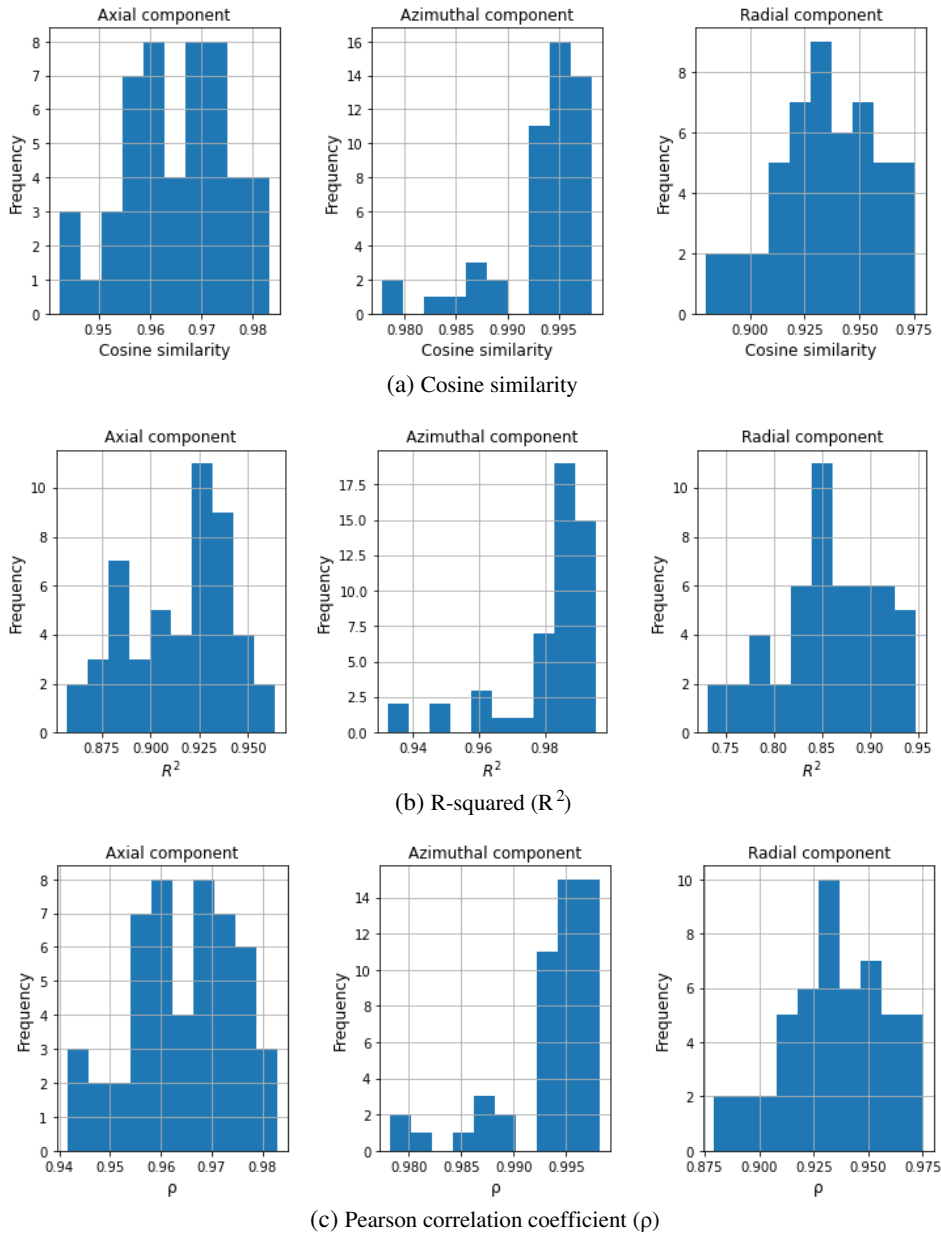 Axial component Azimuthal component Radial component
Frequency Frequency Frequency
8 7 6 5 4 3 2 1 0
16 14 12 10 8 6 4 2 0
8 6 4 2 0
0.95 0.96 0.97 0.98
0.980 0.985 0.990 0.995
0.900 0.925 0.950 0.975
Cosine similarity Cosine similarity Cosine similarity
(a) Cosine similarity
Axial component Azimuthal component Radial component
Frequency Frequency Frequency
10 8 6 4 2 0
17.5 15.0 12.5 10.0 7.5 5.0 2.5 0.0
10 8 6 4 2 0
0.875 0.900 0.925 0.950
0.94 0.96 0.98
0.75 0.80 0.85 0.90 0.95
R² R² R²
(b) R-squared (R²)
Axial component Azimuthal component Radial component
Frequency Frequency Frequency
8 7 6 5 4 3 2 1 0
14 12 10 8 6 4 2 0
10 8 6 4 2 0
0.94 0.95 0.96 0.97 0.98
0.980 0.985 0.990 0.995
0.875 0.900 0.925 0.950 0.975
ρ ρ ρ
(c) Pearson correlation coefficient (ρ)